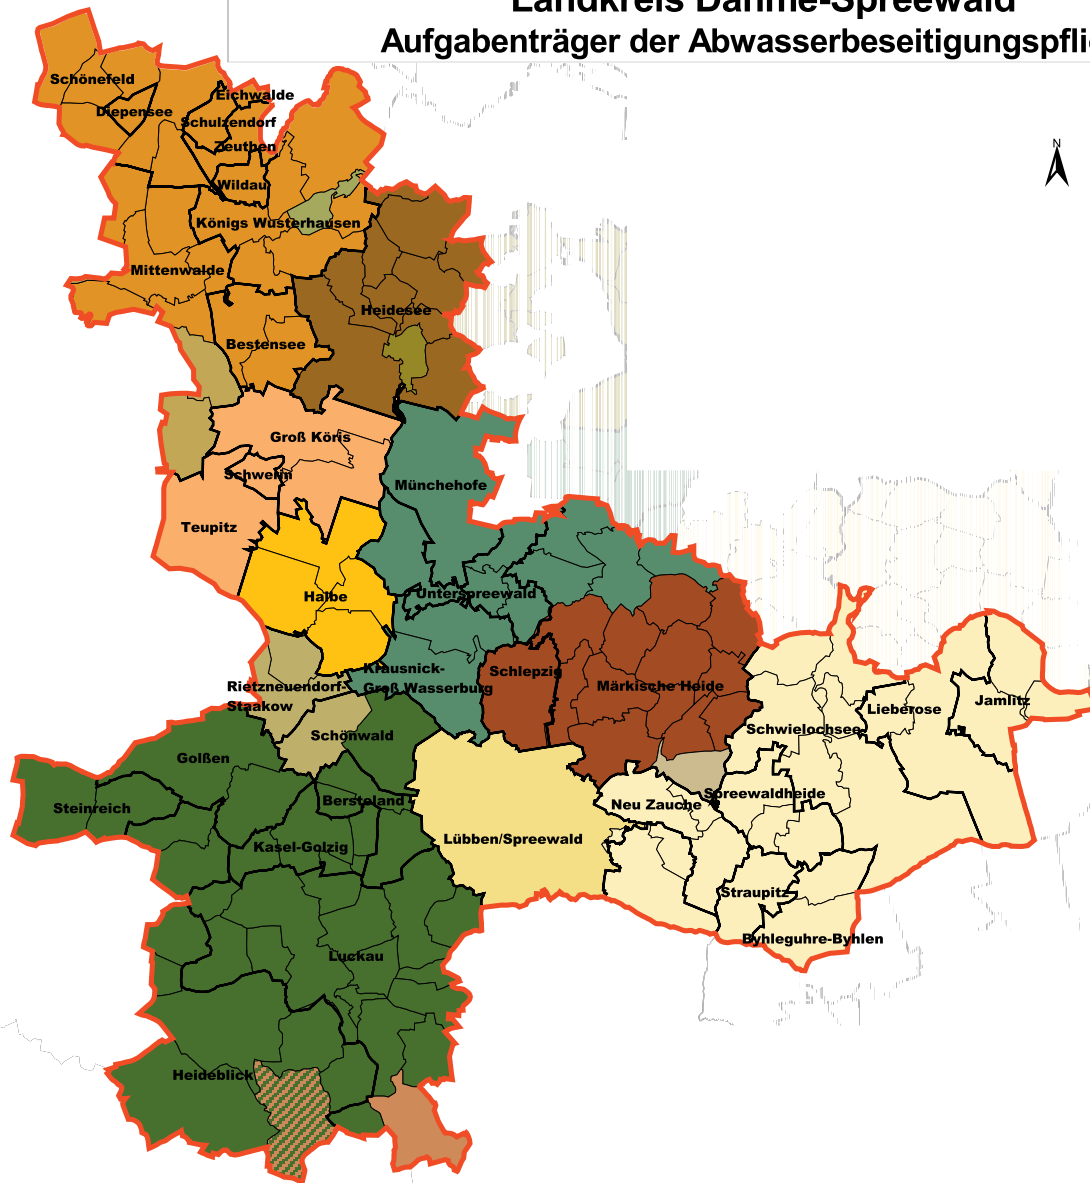 Landkreis Dahme-Spreewald
Aufgabenträger der Abwasserbeseitigungspfli
N
Schönefeld
Eichwalde
Diepensee
Schulzendorf
Zeuthen
Wildau
Königs Wusterhausen
Mittenwalde
Heidesee
Bestensee
Groß Köris
Schwerin
Münchehofe
Teupitz
Halbe
Unterspreewald
Krausnick-
Groß Wasserburg
Schlepzig
Märkische Heide
Rietzneuendorf-
Staakow
Schönwald
Schwielochsee
Lieberose
Jamlitz
Golßen
Steinreich
Bersteland
Neu Zauche
Spreewaldheide
Kasel-Golzig
Lübben/Spreewald
Straupitz
Byhleguhre-Byhlen
Luckau
Heideblick